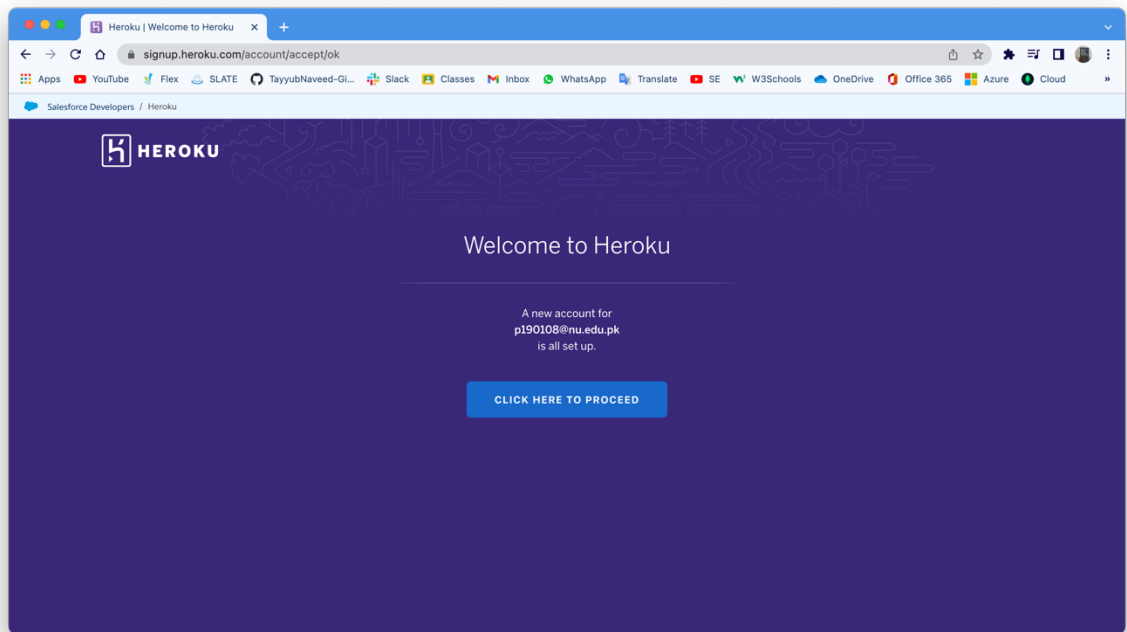 Heroku | Welcome to Heroku
signup.heroku.com/account/accept/ok
Apps YouTube Flex SLATE TayyubNaveed-Gi... Slack Classes Inbox WhatsApp Translate SE W3Schools OneDrive Office 365 Azure Cloud »
Salesforce Developers / Heroku
HEROKU
Welcome to Heroku
A new account for
p190108@nu.edu.pk
is all set up.
CLICK HERE TO PROCEED